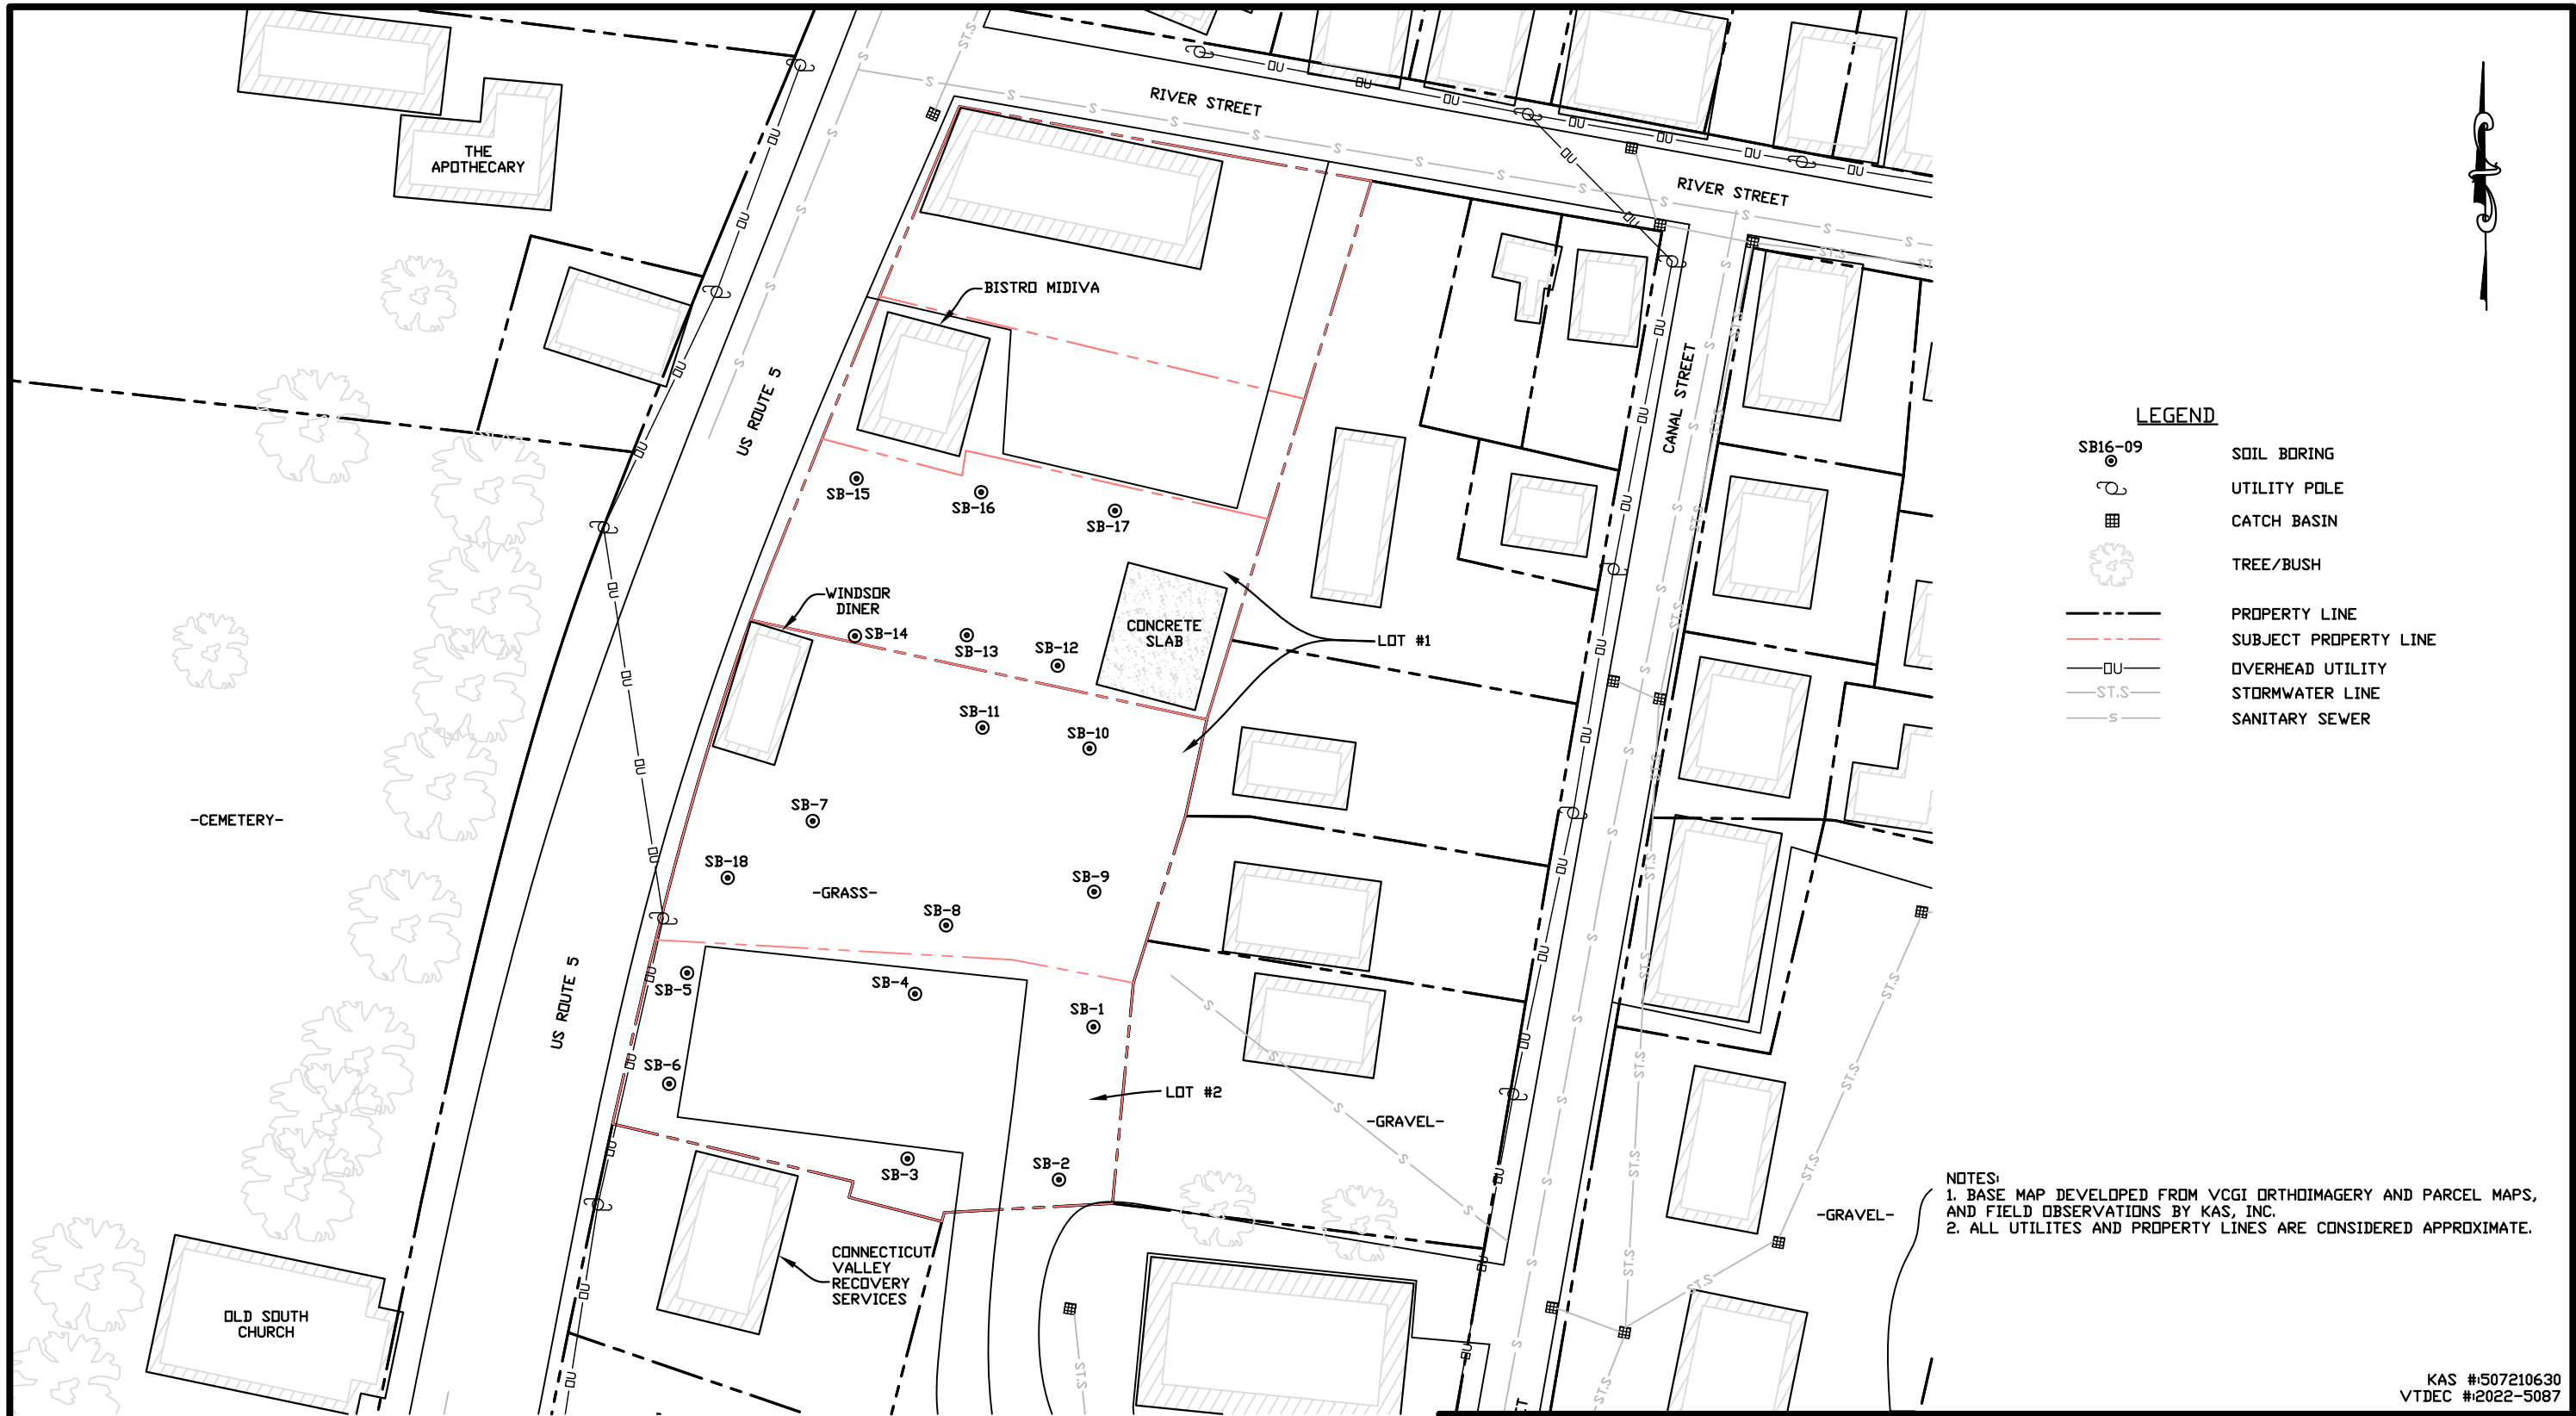 RIVER STREET
RIVER STREET
THE
APOTHECARY
BISTRO MIDIVA
US ROUTE 5
CANAL STREET
SB-15
SB-16
SB-17
WINDSOR
DINER
SB-14
SB-13
SB-12
CONCRETE
SLAB
LOT #1
SB-11
SB-10
SB-7
-CEMETERY-
SB-18
-GRASS-
SB-9
SB-8
US ROUTE 5
SB-5
SB-4
SB-1
SB-6
LOT #2
-GRAVEL-
SB-3
SB-2
-GRAVEL-
CONNECTICUT
VALLEY
RECOVERY
SERVICES
OLD SOUTH
CHURCH
LEGEND
SB16-09
SOIL BORING
UTILITY POLE
CATCH BASIN
TREE/BUSH
PROPERTY LINE
SUBJECT PROPERTY LINE
OU
OVERHEAD UTILITY
ST.S
STORMWATER LINE
S
SANITARY SEWER
NOTES:
1. BASE MAP DEVELOPED FROM VCGI ORTHOIMAGERY AND PARCEL MAPS,
AND FIELD OBSERVATIONS BY KAS, INC.
2. ALL UTILITES AND PROPERTY LINES ARE CONSIDERED APPROXIMATE.
KAS #:507210630
VTDEC #:2022-5087